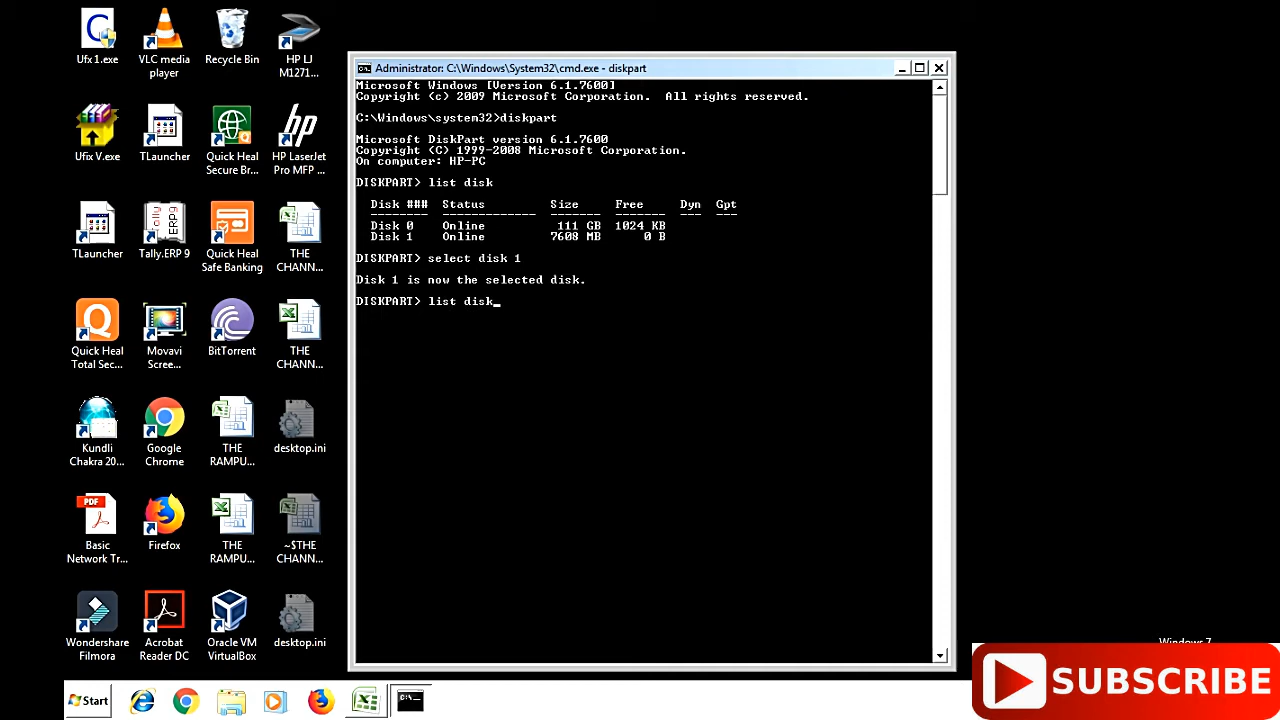 Ufx 1.exe
VLC media
player
Recycle Bin
HP LJ
M1271...
Ufix V.exe
TLauncher
Quick Heal
Secure Br...
HP LaserJet
Pro MFP ...
TLauncher
Tally.ERP 9
Quick Heal
Safe Banking
THE
CHANN...
Quick Heal
Total Sec...
Movavi
Scree...
BitTorrent
THE
CHANN...
Kundli
Chakra 20...
Google
Chrome
THE
RAMPU...
desktop.ini
PDF
Basic
Network Tr...
Firefox
THE
RAMPU...
~$THE
CHANN...
Wondershare
Filmora
Acrobat
Reader DC
Oracle VM
VirtualBox
desktop.ini
Administrator: C:\Windows\System32\cmd.exe - diskpart
Microsoft Windows [Version 6.1.7600]
Copyright (c) 2009 Microsoft Corporation.  All rights reserved.
C:\Windows\system32>diskpart
Microsoft DiskPart version 6.1.7600
Copyright (C) 1999-2008 Microsoft Corporation.
On computer: HP-PC
DISKPART> list disk
Disk ###  Status         Size     Free     Dyn  Gpt
--------  -------------  -------  -------  ---  ---
Disk 0    Online          111 GB  1024 KB
Disk 1    Online         7608 MB      0 B
DISKPART> select disk 1
Disk 1 is now the selected disk.
DISKPART> list disk_
Windows 7
SUBSCRIBE
Start